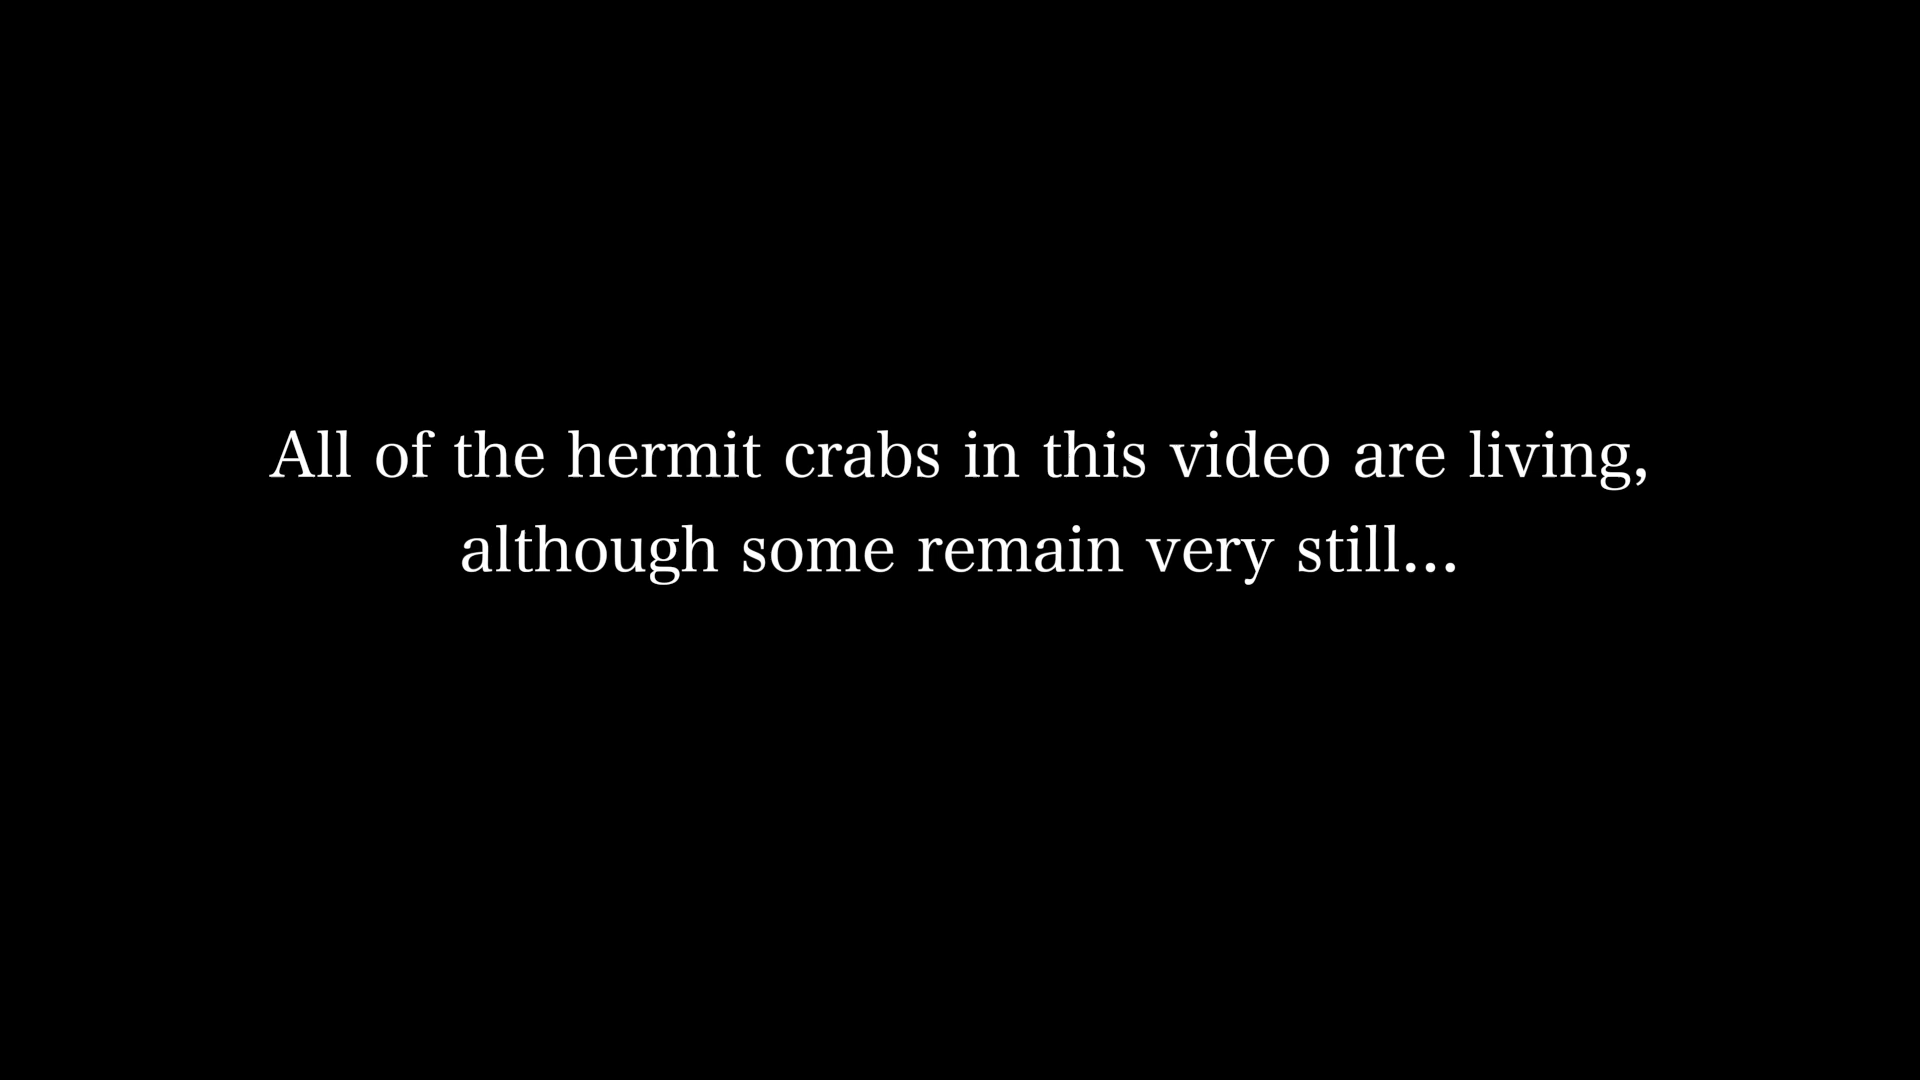 All of the hermit crabs in this video are living,
although some remain very still...